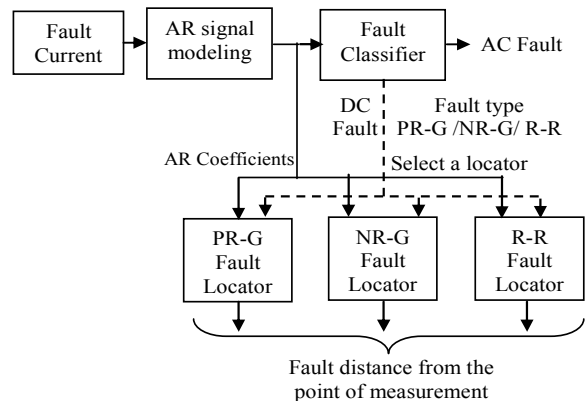 Fault
Current
AR signal
modeling
Fault
Classifier
AC Fault
DC
Fault
Fault type
PR-G /NR-G/ R-R
AR Coefficients
Select a locator
PR-G
Fault
Locator
NR-G
Fault
Locator
R-R
Fault
Locator
Fault distance from the
point of measurement